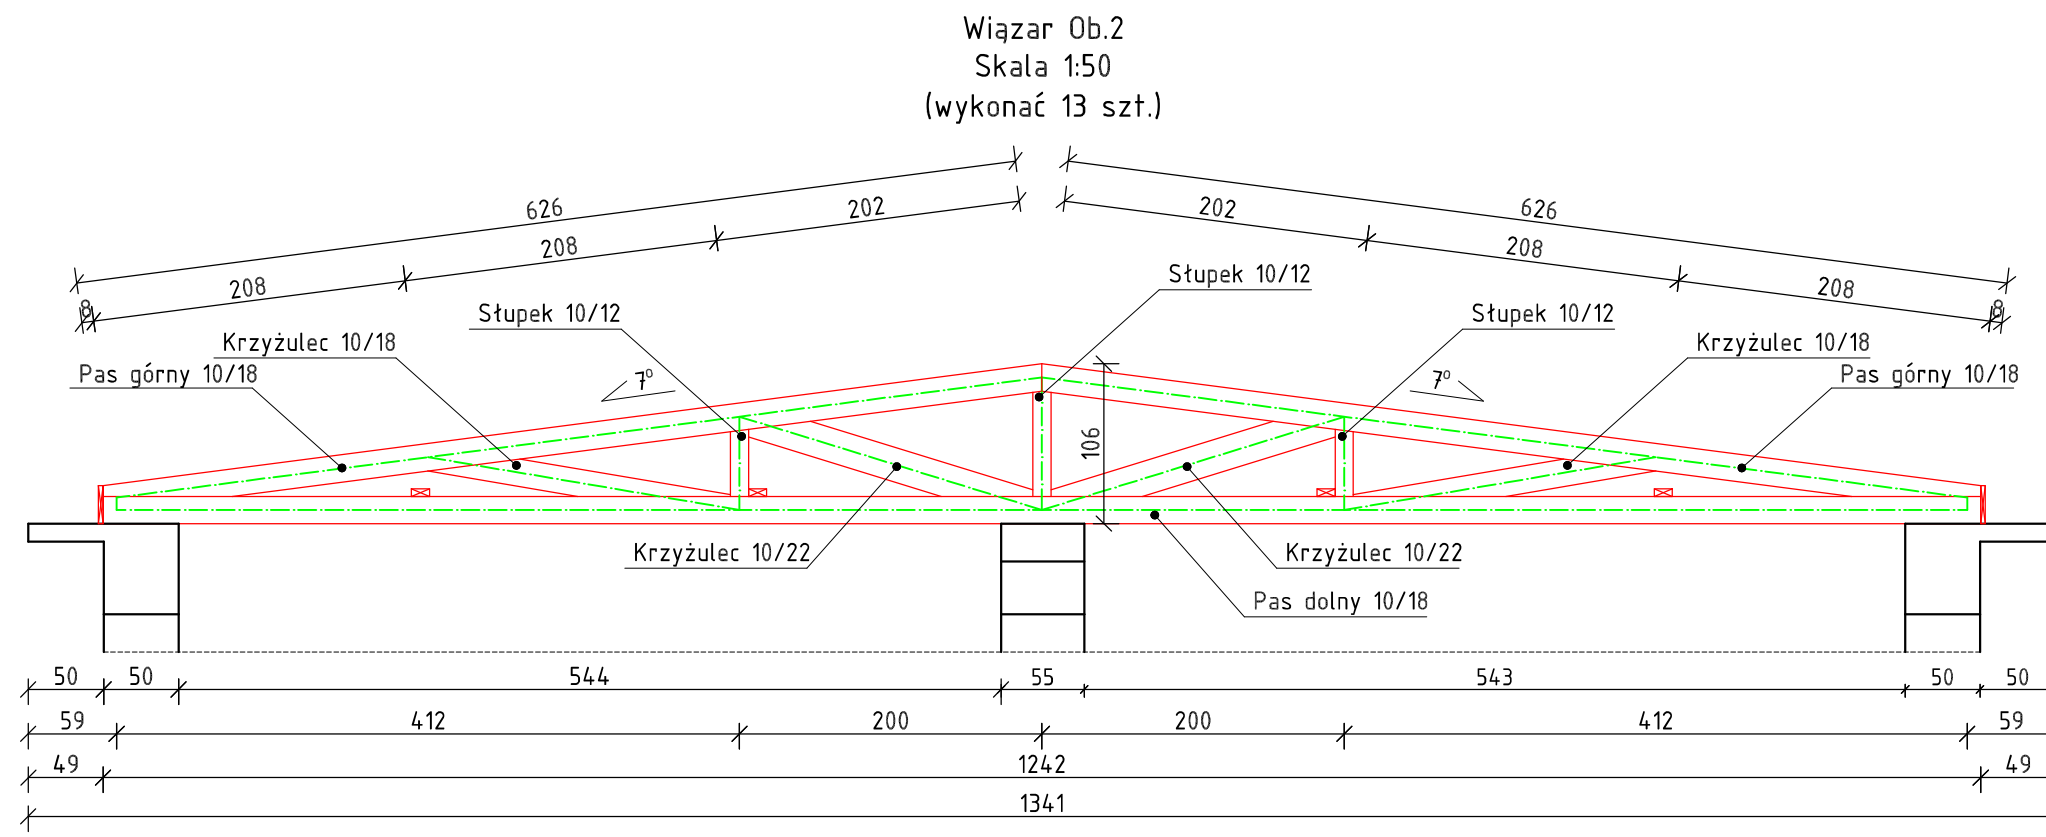 Wiązar Ob.2
Skala 1:50
(wykonać 13 szt.)
626
626
202
202
208
208
208
208
8
8
Słupek 10/12
Słupek 10/12
Słupek 10/12
Krzyżulec 10/18
Krzyżulec 10/18
Pas górny 10/18
Pas górny 10/18
7°
7°
106
Krzyżulec 10/22
Krzyżulec 10/22
Pas dolny 10/18
50 50 544 55 543 50 50
59 412 200 200 412 59
49 1242 49
1341